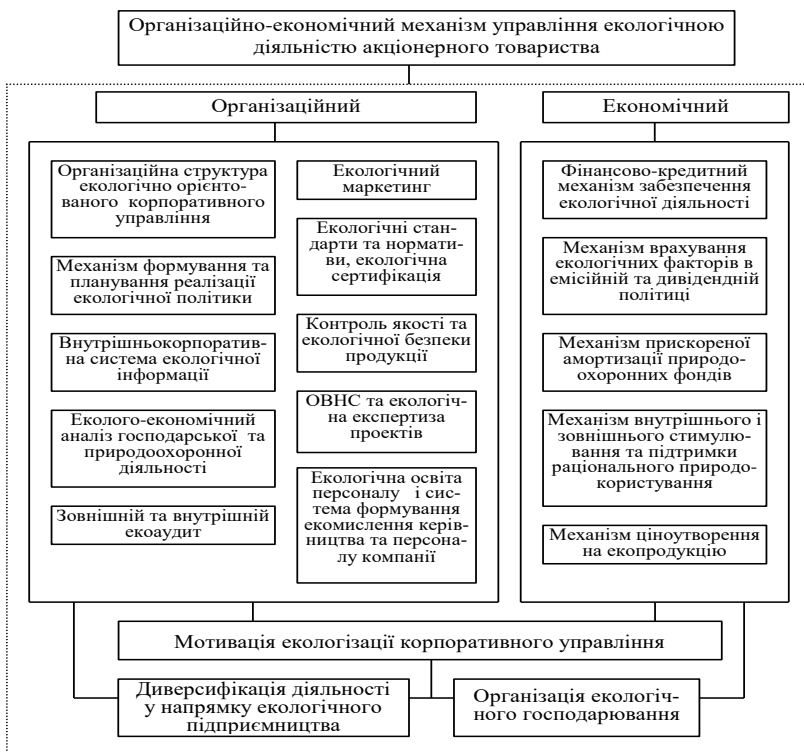 Організаційно-економічний механізм управління екологічною
діяльністю акціонерного товариства
Організаційний
Економічний
Організаційна структура
екологічно орієнто-
ваного корпоративного
управління
Механізм формування та
планування реалізації
екологічної політики
Внутрішньокорпоратив-
на система екологічної
інформації
Еколого-економічний
аналіз господарської та
природоохоронної
діяльності
Зовнішній та внутрішній
екоаудит
Екологічний
маркетинг
Екологічні стан-
дарти та нормати-
ви, екологічна
сертифікація
Контроль якості та
екологічної безпеки
продукції
ОВНС та екологіч-
на експертиза
проектів
Екологічна освіта
персоналу і сис-
тема формування
екомислення керів-
ництва та персона-
лу компанії
Фінансово-кредитний
механізм забезпечення
екологічної діяльності
Механізм врахування
екологічних факторів в
емісійній та дивідендній
політиці
Механізм прискореної
амортизації природо-
охоронних фондів
Механізм внутрішнього і
зовнішнього стимулю-
вання та підтримки
раціонального природо-
користування
Механізм ціноутворення
на екопродукцію
Мотивація екологізації корпоративного управління
Диверсифікація діяльності
у напрямку екологічного
підприємництва
Організація екологіч-
ного господарювання